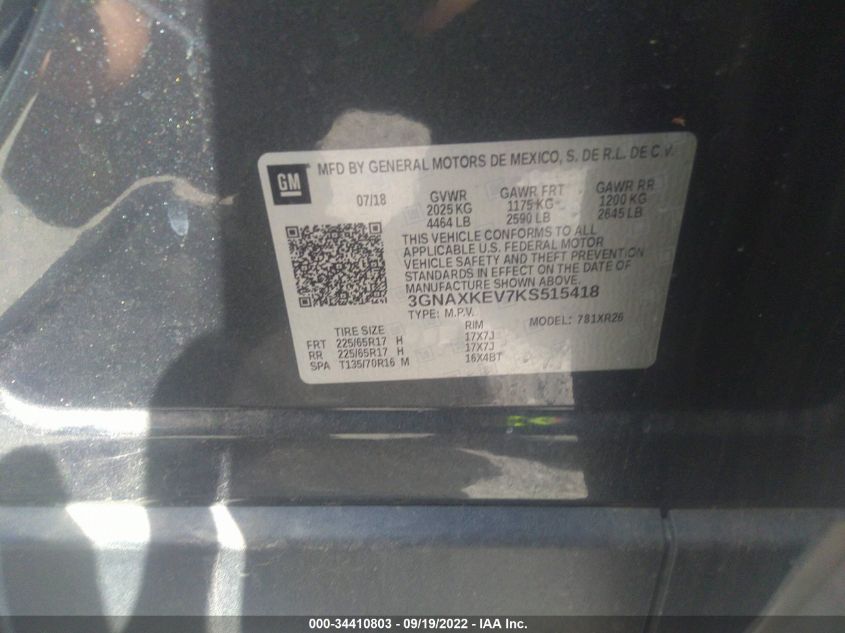 GM
MFD BY GENERAL MOTORS DE MEXICO, S. DE R.L. DE C.V.
07/18 GVWR GAWR FRT GAWR RR
2025 KG 1175 KG 1200 KG
4464 LB 2590 LB 2645 LB
THIS VEHICLE CONFORMS TO ALL
APPLICABLE U.S. FEDERAL MOTOR
VEHICLE SAFETY AND THEFT PREVENTION
STANDARDS IN EFFECT ON THE DATE OF
MANUFACTURE SHOWN ABOVE.
3GNAXKEV7KS515418
TYPE: M.P.V. MODEL: 781XR26
TIRE SIZE RIM
FRT 225/65R17 H 17X7J
RR 225/65R17 H 17X7J
SPA T135/70R16 M 16X4BT
000-34410803 - 09/19/2022 - IAA Inc.